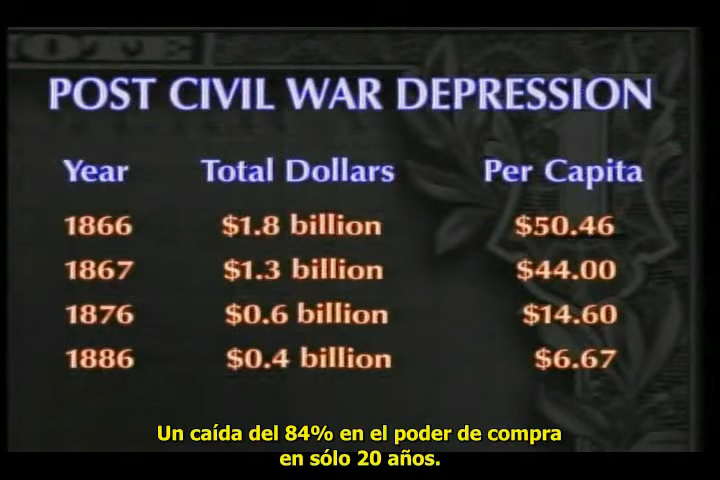 NOTE
POST CIVIL WAR DEPRESSION
Year Total Dollars Per Capita
1866 $1.8 billion $50.46
1867 $1.3 billion $44.00
1876 $0.6 billion $14.60
1886 $0.4 billion $6.67
Un caída del 84% en el poder de compra
en sólo 20 años.